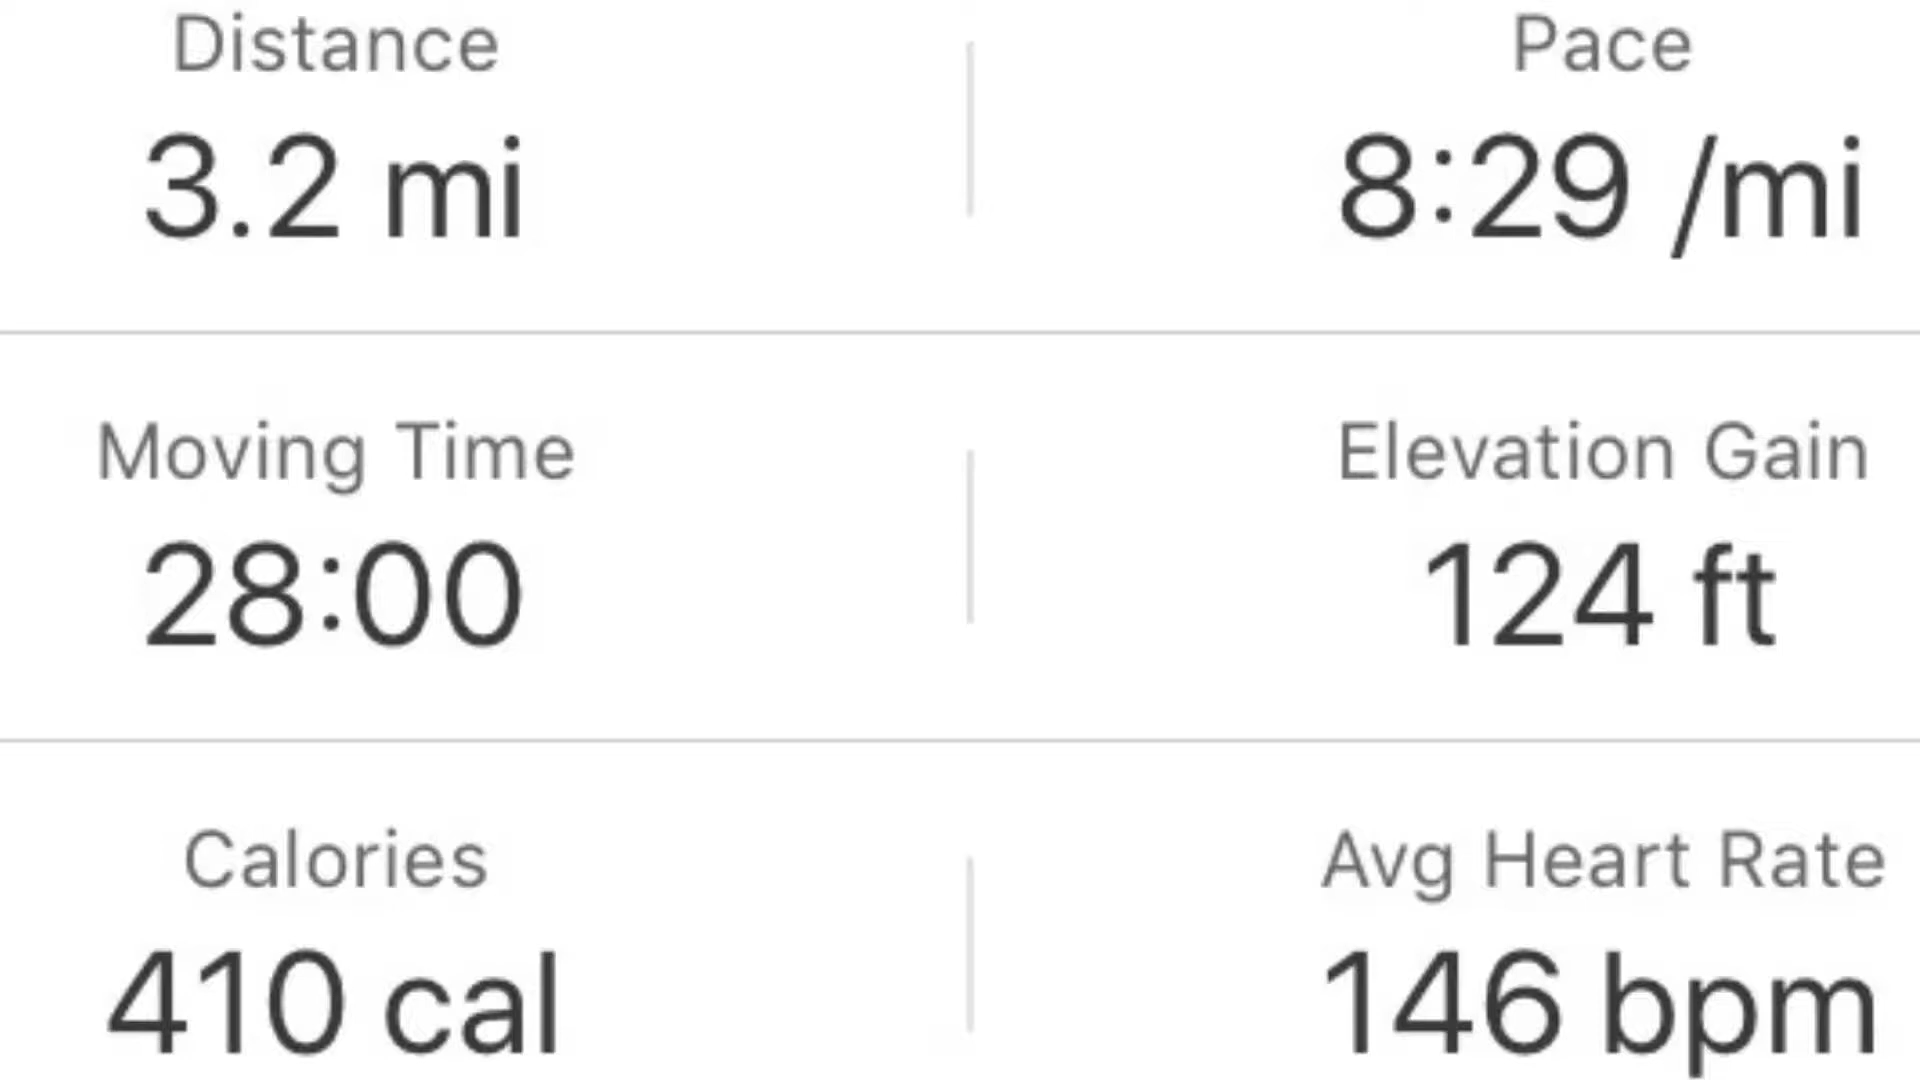 Distance
Pace
3.2 mi
8:29 /mi
Moving Time
Elevation Gain
28:00
124 ft
Calories
Avg Heart Rate
410 cal
146 bpm